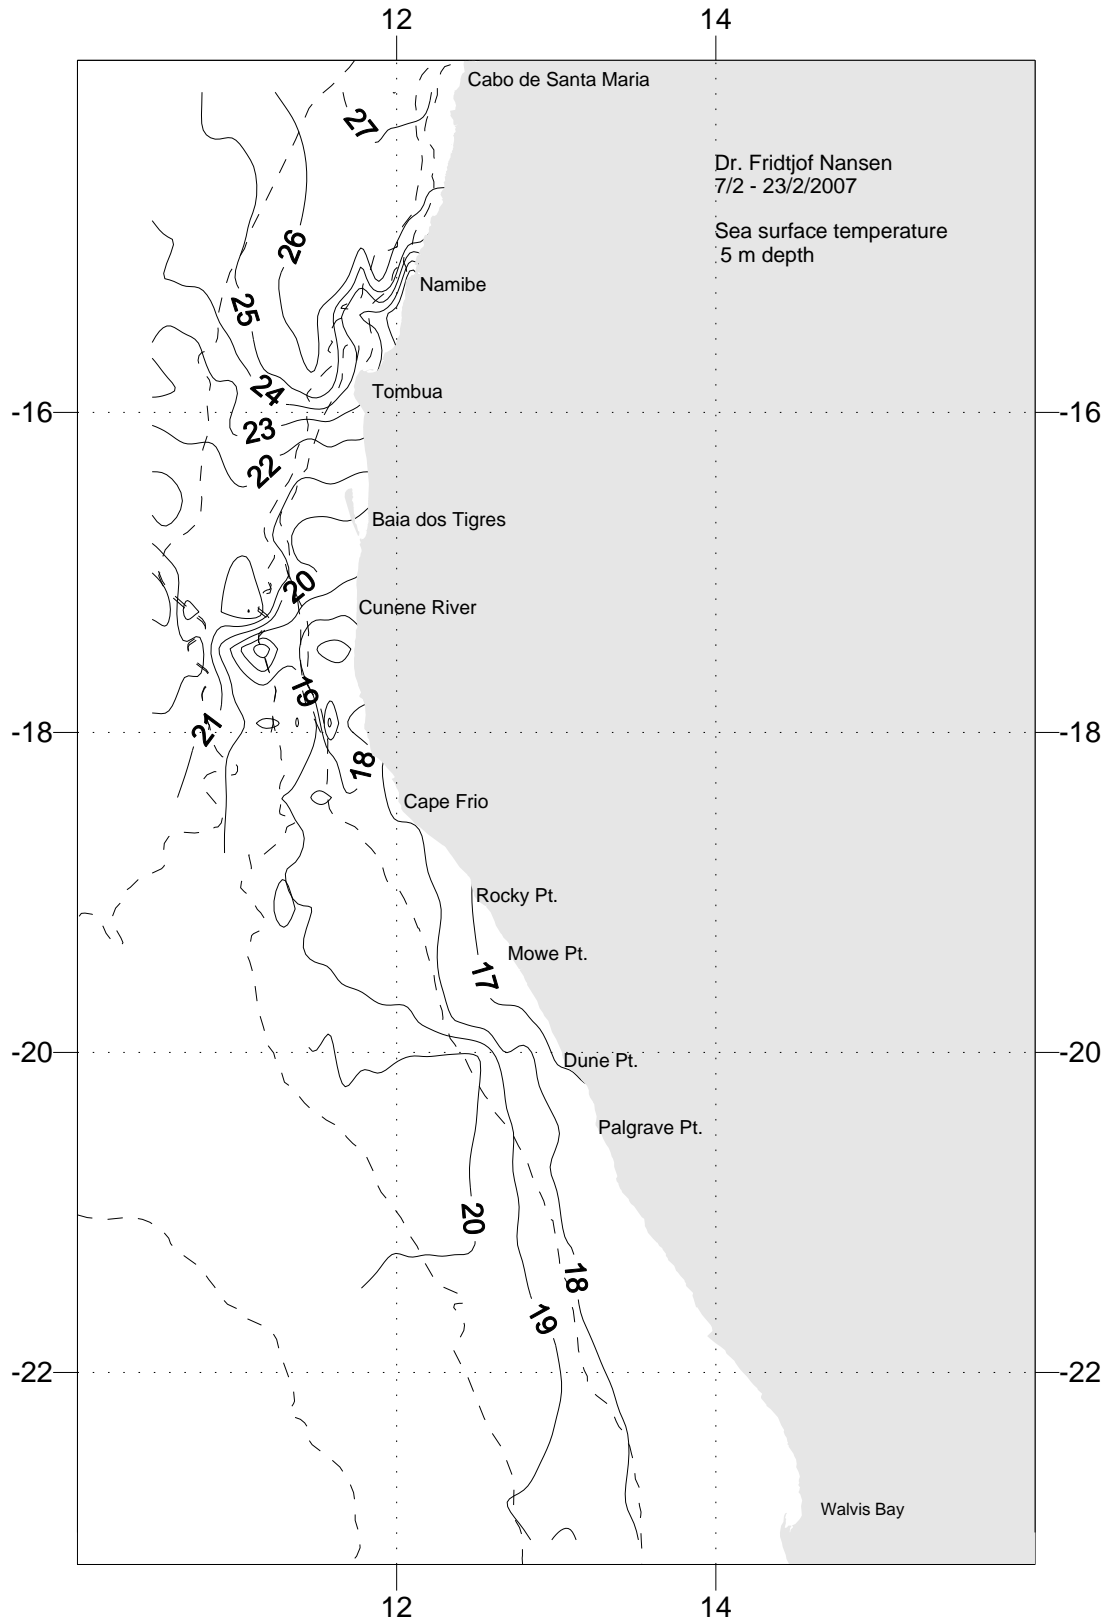 12
14
Cabo de Santa Maria
27
Dr. Fridtjof Nansen
7/2 - 23/2/2007
Sea surface temperature
5 m depth
26
Namibe
25
24
Tombua
-16
-16
23
22
Baia dos Tigres
20
Cunene River
19
21
-18
-18
18
Cape Frio
Rocky Pt.
Mowe Pt.
17
-20
-20
Dune Pt.
Palgrave Pt.
20
18
19
-22
-22
Walvis Bay
12
14